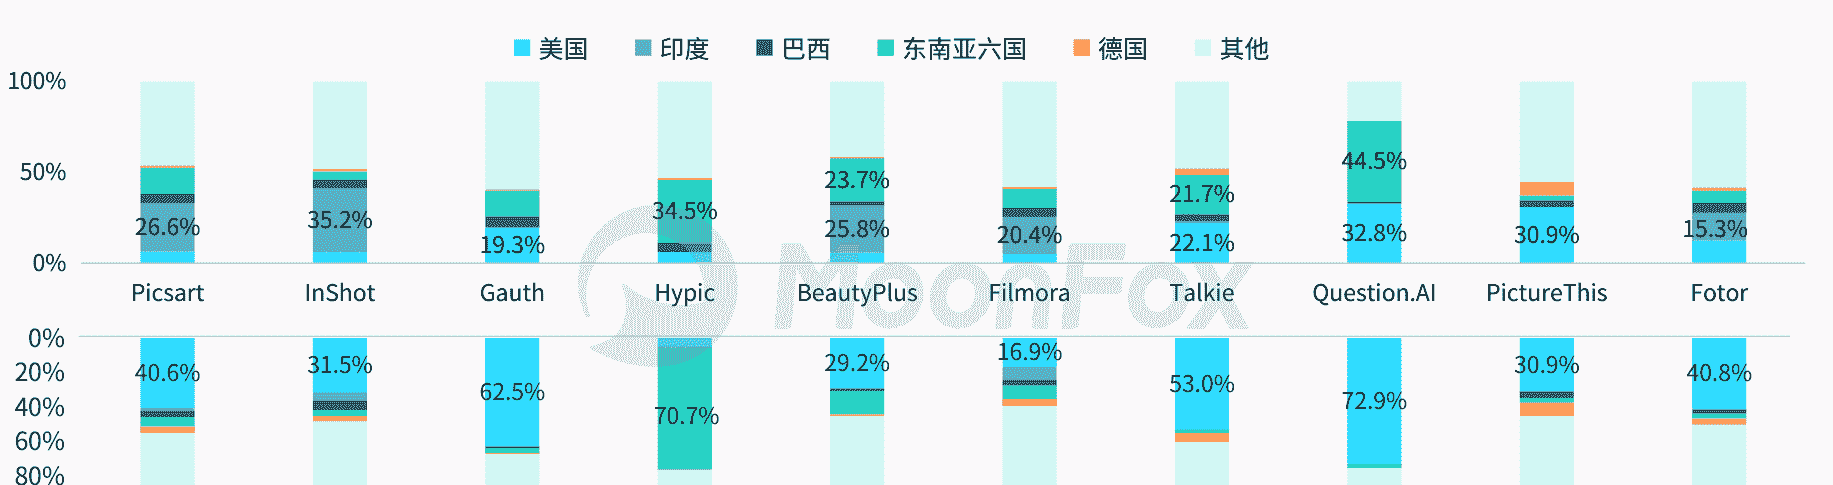 美国 印度 巴西 东南亚六国 德国 其他
100%
50%
0%
26.6% 35.2% 19.3% 34.5% 23.7% 25.8% 20.4% 21.7% 22.1% 44.5% 32.8% 30.9% 15.3%
Picsart InShot Gauth Hypic BeautyPlus Filmora Talkie Question.AI PictureThis Fotor
MoonFox
0%
20%
40%
60%
80%
40.6% 31.5% 62.5% 70.7% 29.2% 16.9% 53.0% 72.9% 30.9% 40.8%